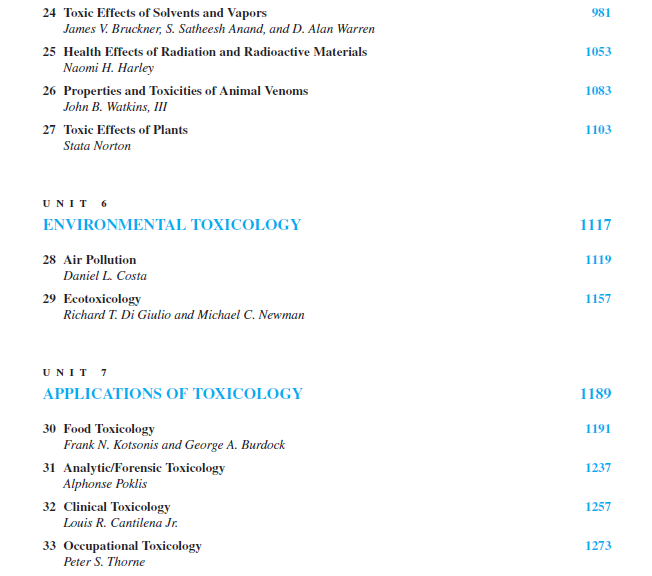 24 Toxic Effects of Solvents and Vapors 981
James V. Bruckner, S. Satheesh Anand, and D. Alan Warren
25 Health Effects of Radiation and Radioactive Materials 1053
Naomi H. Harley
26 Properties and Toxicities of Animal Venoms 1083
John B. Watkins, III
27 Toxic Effects of Plants 1103
Stata Norton
UNIT 6
ENVIRONMENTAL TOXICOLOGY 1117
28 Air Pollution 1119
Daniel L. Costa
29 Ecotoxicology 1157
Richard T. Di Giulio and Michael C. Newman
UNIT 7
APPLICATIONS OF TOXICOLOGY 1189
30 Food Toxicology 1191
Frank N. Kotsonis and George A. Burdock
31 Analytic/Forensic Toxicology 1237
Alphonse Poklis
32 Clinical Toxicology 1257
Louis R. Cantilena Jr.
33 Occupational Toxicology 1273
Peter S. Thorne